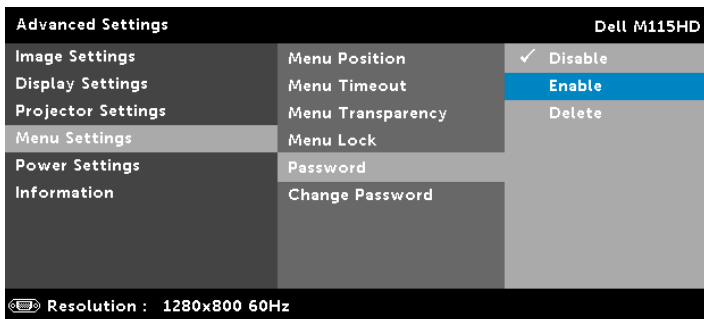 Advanced Settings
Dell M115HD
Image Settings
Display Settings
Projector Settings
Menu Settings
Power Settings
Information
Menu Position
Menu Timeout
Menu Transparency
Menu Lock
Password
Change Password
Disable
Enable
Delete
Resolution : 1280x800 60Hz